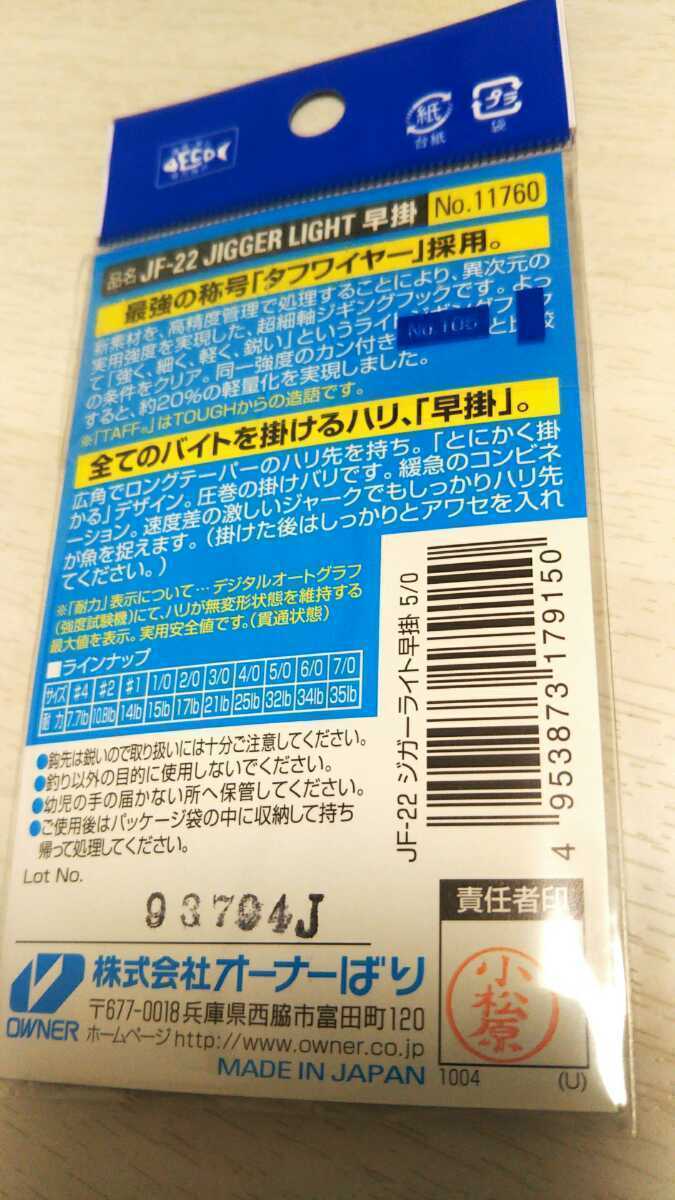 紙
台紙
プラ
袋
品名 JF-22 JIGGER LIGHT 早掛 No.11760
最強の称号「タフワイヤー」採用。
新素材を、高精度管理で処理することにより、異次元の
実用強度を実現した、超細軸ジギングフックです。よっ
て「強く、細く、軽く、鋭い」というライトジギングフック
の条件をクリア。同一強度のカン付き No.105 と比較
すると、約20%の軽量化を実現しました。
※「TAFF®」はTOUGHからの造語です。
全てのバイトを掛けるハリ、「早掛」。
広角でロングテーパーのハリ先を持ち。「とにかく掛
かる」デザイン。圧巻の掛けバリです。緩急のコンビネ
ーション。速度差の激しいジャークでもしっかりハリ先
が魚を捉えます。(掛けた後はしっかりとアワセを入れ
てください。)
※「耐力」表示について…デジタルオートグラフ
(強度試験機)にて、ハリが無変形状態を維持する
最大値を表示。実用安全値です。(貫通状態)
■ラインナップ
サイズ #4 #2 #1 1/0 2/0 3/0 4/0 5/0 6/0 7/0
耐力 7.7lb 10.8lb 14lb 15lb 17lb 21lb 25lb 32lb 34lb 35lb
●鈎先は鋭いので取り扱いには十分ご注意してください。
●釣り以外の目的に使用しないでください。
●幼児の手の届かない所へ保管してください。
●ご使用後はパッケージ袋の中に収納して持ち
帰って処理してください。
Lot No.
93704J
JF-22 ジガーライト早掛 5/0
4 953873 179150
責任者印
小松原
1004 (U)
OWNER
株式会社オーナーばり
〒677-0018 兵庫県西脇市富田町120
ホームページ http://www.owner.co.jp
MADE IN JAPAN